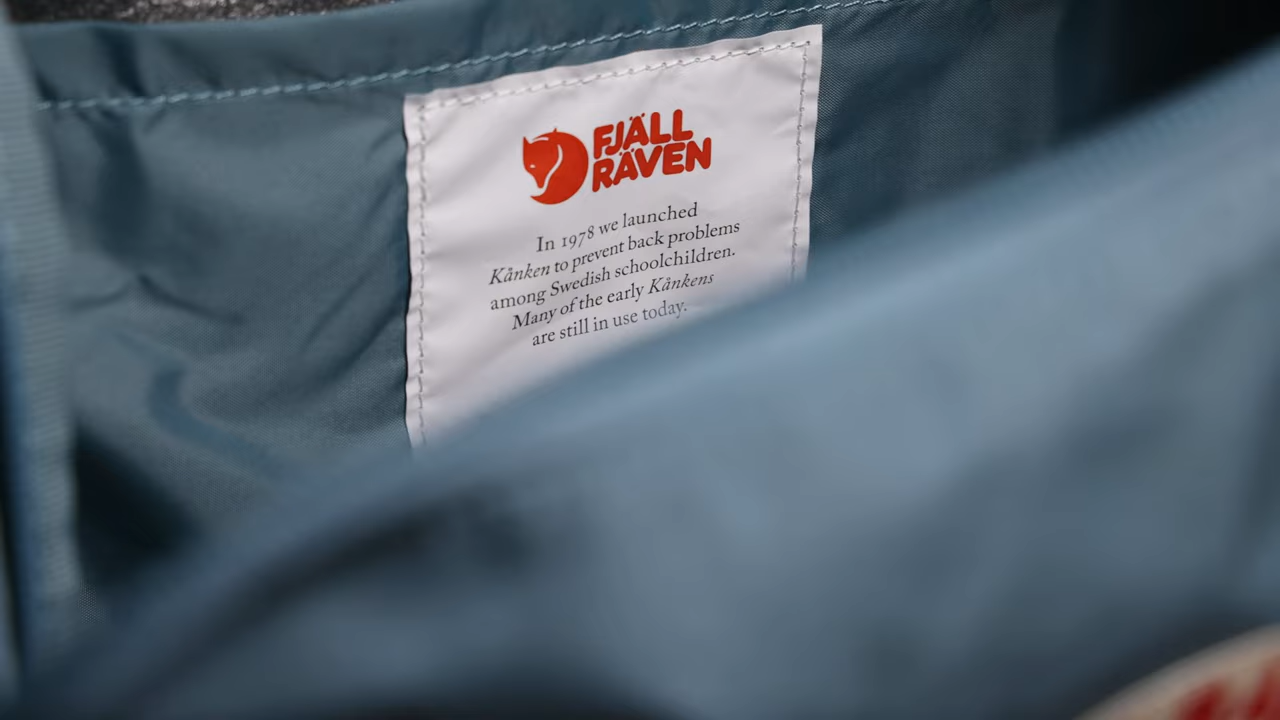 FJÄLL
RÄVEN
In 1978 we launched
Kånken to prevent back problems
among Swedish schoolchildren.
Many of the early Kånkens
are still in use today.